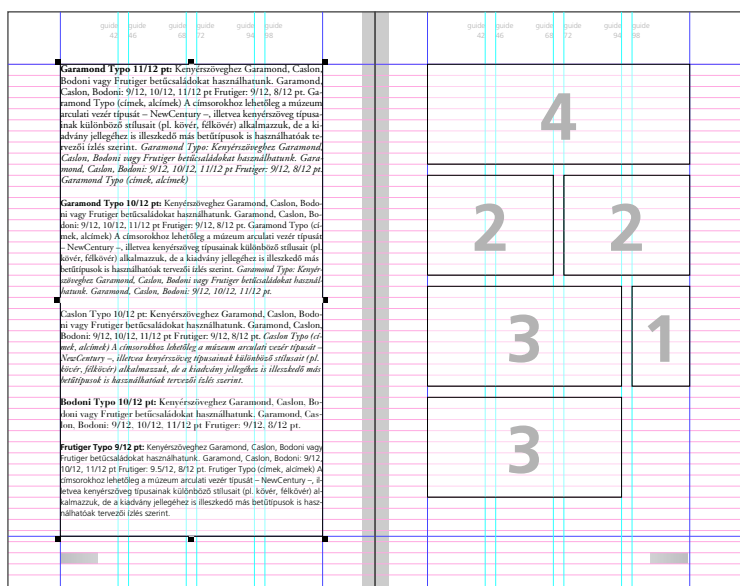 guide guide guide guide guide guide
42 46 68 72 94 98
guide guide guide guide guide guide
42 46 68 72 94 98
Garamond Typo 11/12 pt: Kenyérszöveghez Garamond, Caslon,
Bodoni vagy Frutiger betűcsaládokat használhatunk. Garamond,
Caslon, Bodoni: 9/12, 10/12, 11/12 pt Frutiger: 9/12, 8/12 pt. Ga-
ramond Typo (címek, alcímek) A címsorokhoz lehetőleg a múzeum
arculati vezér típusát – NewCentury –, illetvea kenyérszöveg típusa-
inak különböző stílusait (pl. kövér, félkövér) alkalmazzuk, de a ki-
advány jellegéhez is illeszkedő más betűtípusok is használhatóak te-
rvezői ízlés szerint. Garamond Typo: Kenyérszöveghez Garamond,
Caslon, Bodoni vagy Frutiger betűcsaládokat használhatunk. Gara-
mond, Caslon, Bodoni: 9/12, 10/12, 11/12 pt Frutiger: 9/12, 8/12 pt.
Garamond Typo (címek, alcímek)
Garamond Typo 10/12 pt: Kenyérszöveghez Garamond, Caslon, Bodo-
ni vagy Frutiger betűcsaládokat használhatunk. Garamond, Caslon, Bo-
doni: 9/12, 10/12, 11/12 pt Frutiger: 9/12, 8/12 pt. Garamond Typo (cí-
mek, alcímek) A címsorokhoz lehetőleg a múzeum arculati vezér típusát
– NewCentury –, illetvea kenyérszöveg típusainak különböző stílusait (pl.
kövér, félkövér) alkalmazzuk, de a kiadvány jellegéhez is illeszkedő más
betűtípusok is használhatóak tervezői ízlés szerint. Garamond Typo: Kenyér-
szöveghez Garamond, Caslon, Bodoni vagy Frutiger betűcsaládokat használ-
hatunk. Garamond, Caslon, Bodoni: 9/12, 10/12, 11/12 pt.
Caslon Typo 10/12 pt: Kenyérszöveghez Garamond, Caslon, Bodo-
ni vagy Frutiger betűcsaládokat használhatunk. Garamond, Caslon,
Bodoni: 9/12, 10/12, 11/12 pt Frutiger: 9/12, 8/12 pt. Caslon Typo (cí-
mek, alcímek) A címsorokhoz lehetőleg a múzeum arculati vezér típusát –
NewCentury –, illetvea kenyérszöveg típusainak különböző stílusait (pl.
kövér, félkövér) alkalmazzuk, de a kiadvány jellegéhez is illeszkedő más
betűtípusok is használhatóak tervezői ízlés szerint.
Bodoni Typo 10/12 pt: Kenyérszöveghez Garamond, Caslon, Bo-
doni vagy Frutiger betűcsaládokat használhatunk. Garamond, Cas-
lon, Bodoni: 9/12, 10/12, 11/12 pt Frutiger: 9/12, 8/12 pt.
Frutiger Typo 9/12 pt: Kenyérszöveghez Garamond, Caslon, Bodoni vagy
Frutiger betűcsaládokat használhatunk. Garamond, Caslon, Bodoni: 9/12,
10/12, 11/12 pt Frutiger: 9.5/12, 8/12 pt. Frutiger Typo (címek, alcímek) A
címsorokhoz lehetőleg a múzeum arculati vezér típusát – NewCentury –, il-
letvea kenyérszöveg típusainak különböző stílusait (pl. kövér, félkövér) al-
kalmazzuk, de a kiadvány jellegéhez is illeszkedő más betűtípusok is hasz-
nálhatóak tervezői ízlés szerint.
4
2 2
3 1
3